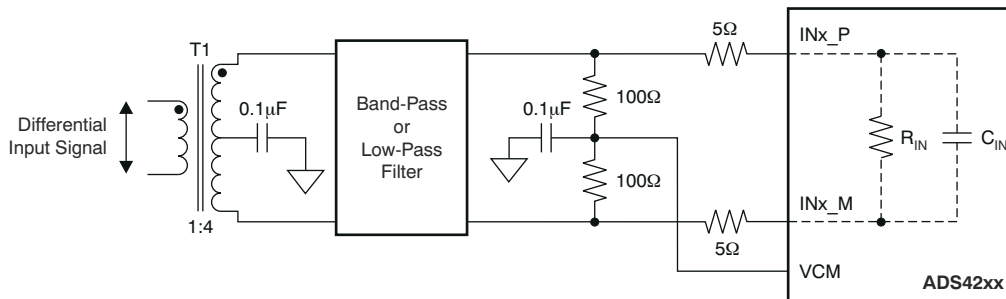 T1
Differential
Input Signal
1:4
0.1μF
Band-Pass
or
Low-Pass
Filter
0.1μF
100Ω
100Ω
5Ω
5Ω
INx_P
R_IN
C_IN
INx_M
VCM
ADS42xx